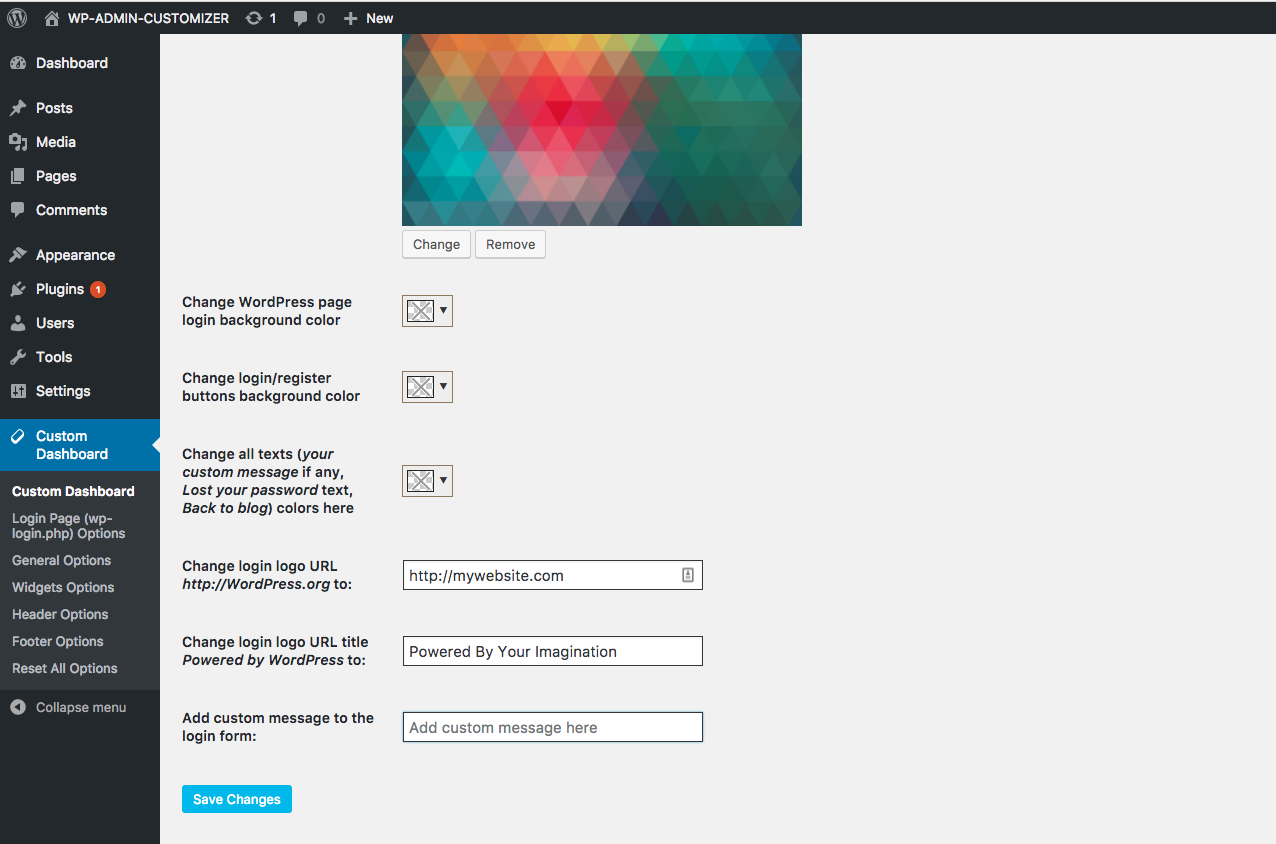 WP-ADMIN-CUSTOMIZER 1 0 New
Dashboard
Posts
Media
Pages
Comments
Appearance
Plugins 1
Users
Tools
Settings
Custom
Dashboard
Custom Dashboard
Login Page (wp-
login.php) Options
General Options
Widgets Options
Header Options
Footer Options
Reset All Options
Collapse menu
Change Remove
Change WordPress page
login background color
Change login/register
buttons background color
Change all texts (your
custom message if any,
Lost your password text,
Back to blog) colors here
Change login logo URL
http://WordPress.org to:
http://mywebsite.com
Change login logo URL title
Powered by WordPress to:
Powered By Your Imagination
Add custom message to the
login form:
Add custom message here
Save Changes